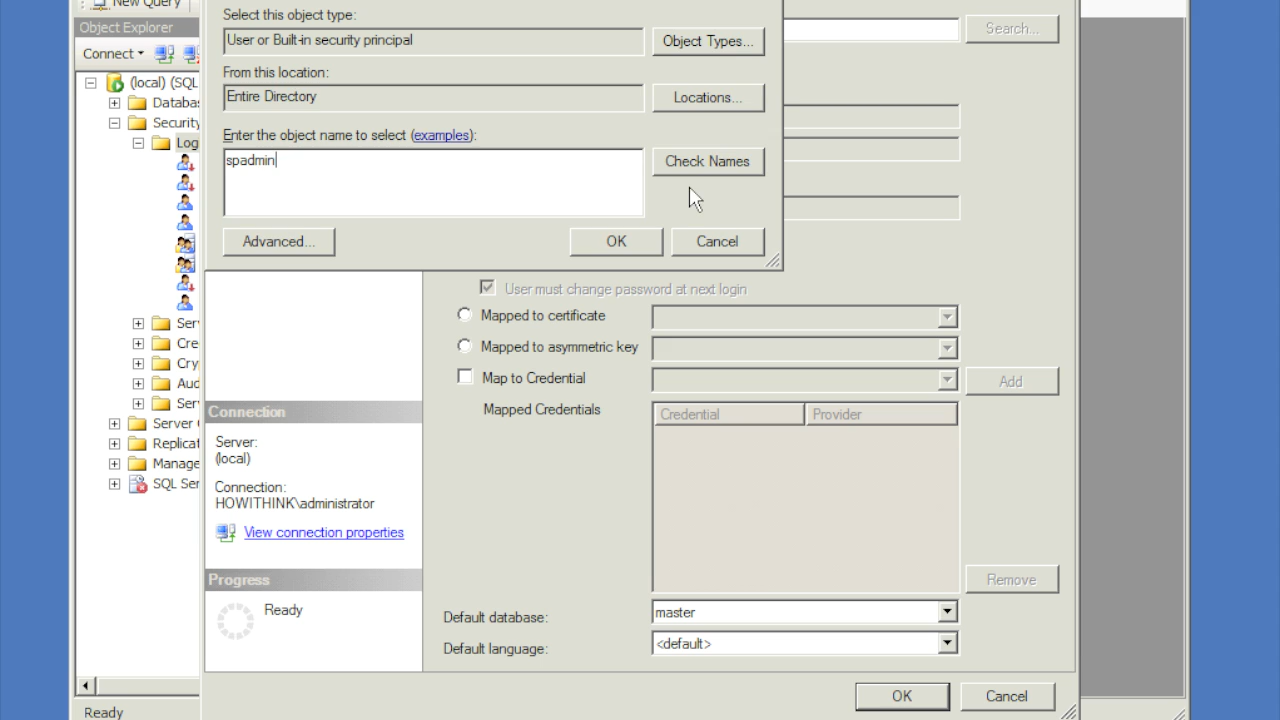 New Query
Object Explorer
Connect
(local) (SQL
Databa
Security
Log
Ser
Cre
Cry
Aud
Ser
Server
Replicat
Manage
SQL Ser
Ready
Select this object type:
User or Built-in security principal
Object Types...
From this location:
Entire Directory
Locations...
Enter the object name to select (examples):
spadmin
Check Names
Advanced...
OK
Cancel
Search...
User must change password at next login
Mapped to certificate
Mapped to asymmetric key
Map to Credential
Add
Mapped Credentials
Credential
Provider
Remove
Connection
Server:
(local)
Connection:
HOWITHINK\administrator
View connection properties
Progress
Ready
Default database:
master
Default language:
<default>
OK
Cancel